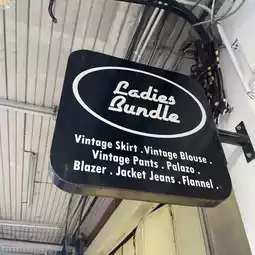 Ladies
Bundle
Vintage Skirt . Vintage Blouse .
Vintage Pants . Palazo .
Blazer . Jacket Jeans . Flannel .